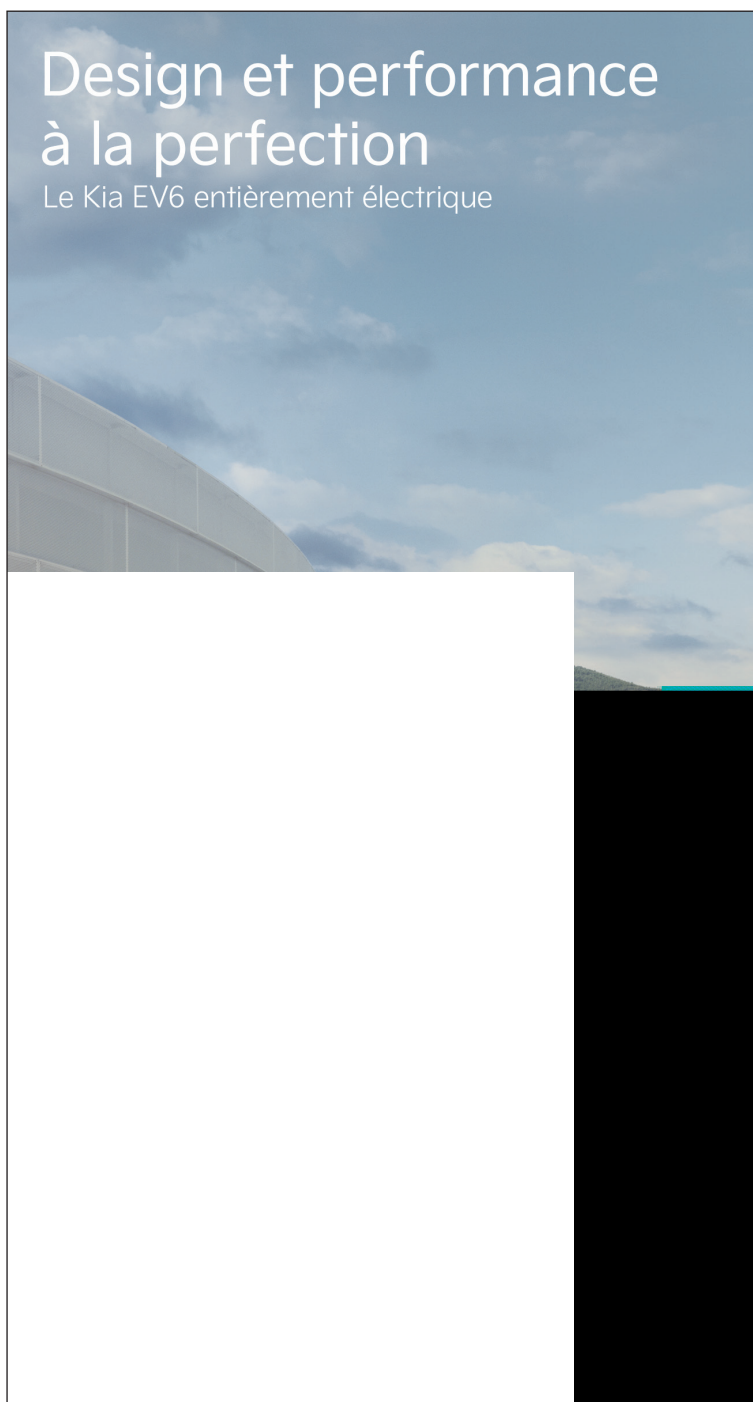 Design et performance
à la perfection
Le Kia EV6 entièrement électrique